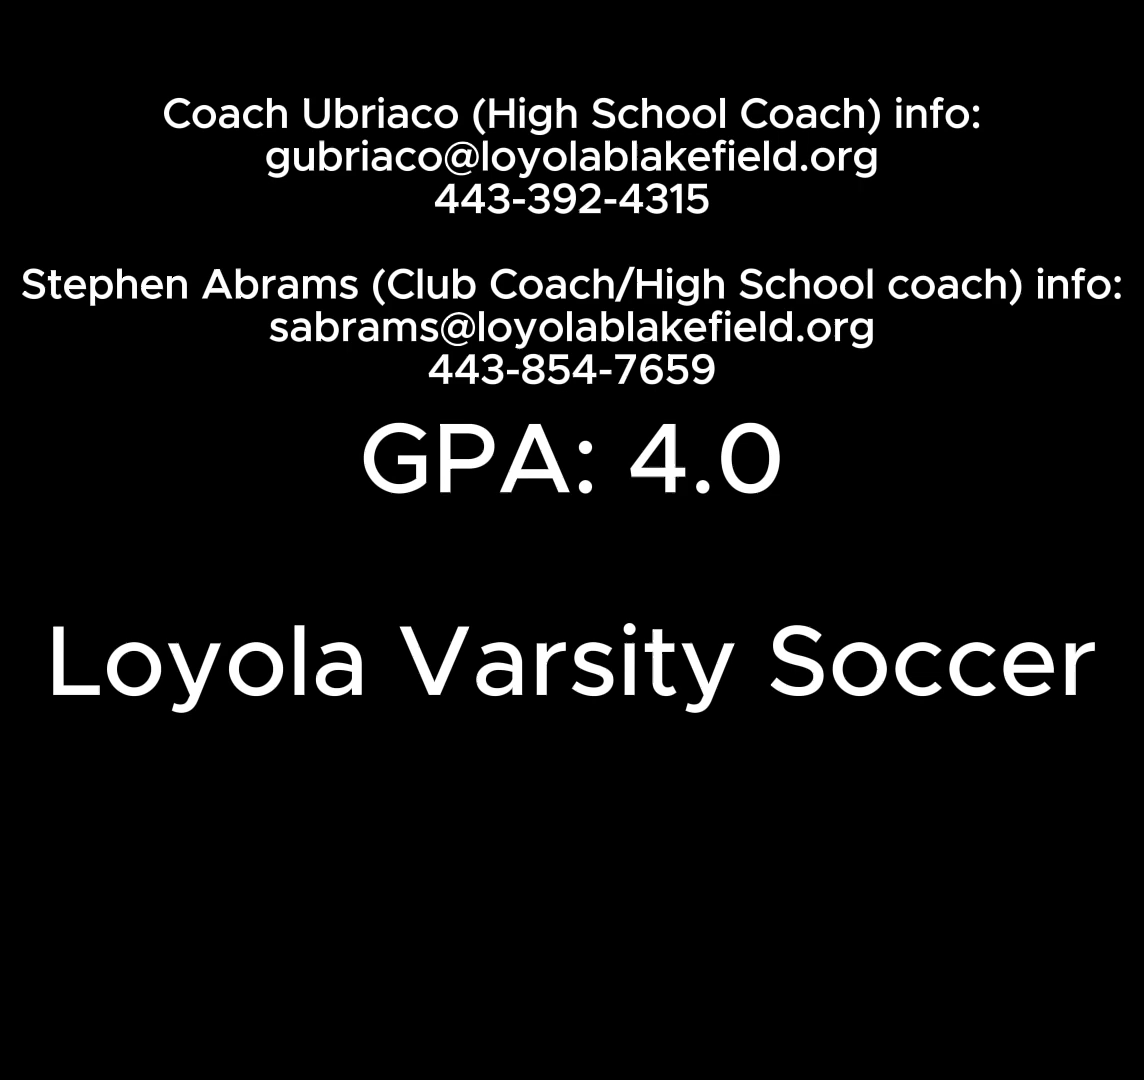 Coach Ubriaco (High School Coach) info:
gubriaco@loyolablakefield.org
443-392-4315
Stephen Abrams (Club Coach/High School coach) info:
sabrams@loyolablakefield.org
443-854-7659
GPA: 4.0
Loyola Varsity Soccer